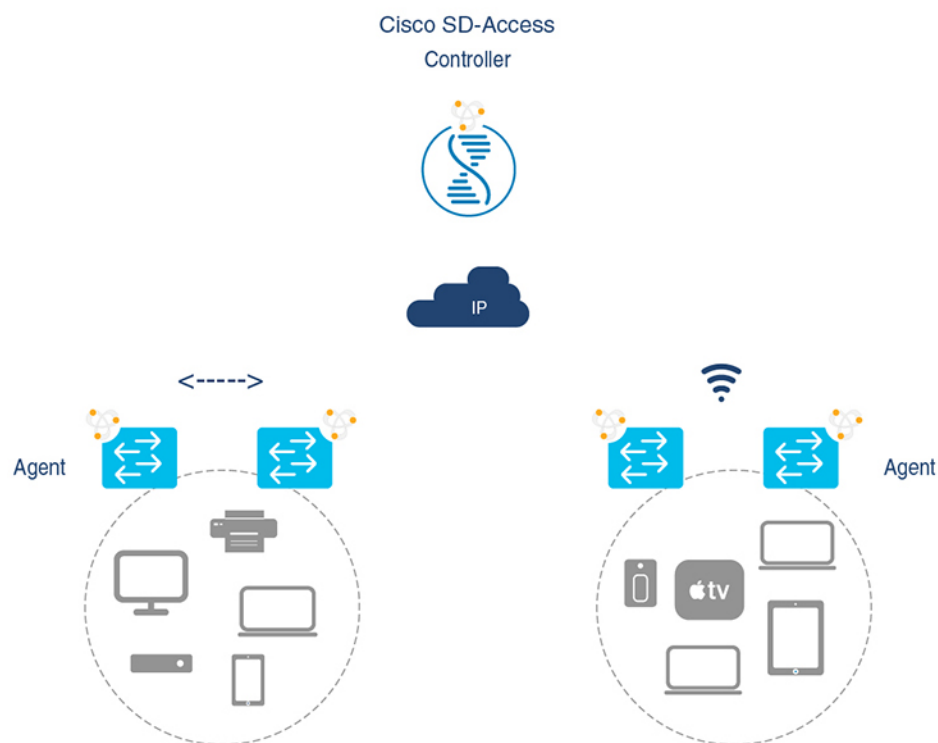 Cisco SD-Access
Controller
IP
<----->
Agent
Agent
tv